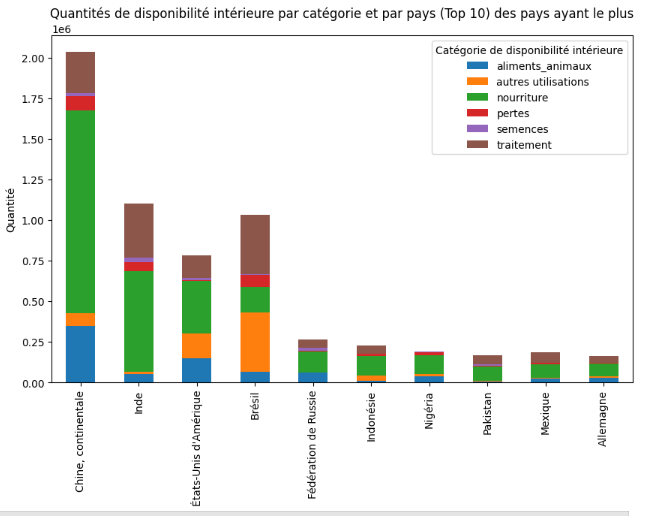 Quantités de disponibilité intérieure par catégorie et par pays (Top 10) des pays ayant le plus
1e6
Catégorie de disponibilité intérieure
aliments_animaux
autres utilisations
nourriture
pertes
semences
traitement
2.00
1.75
1.50
1.25
1.00
0.75
0.50
0.25
0.00
Quantité
Chine, continentale
Inde
États-Unis d'Amérique
Brésil
Fédération de Russie
Indonésie
Nigéria
Pakistan
Mexique
Allemagne